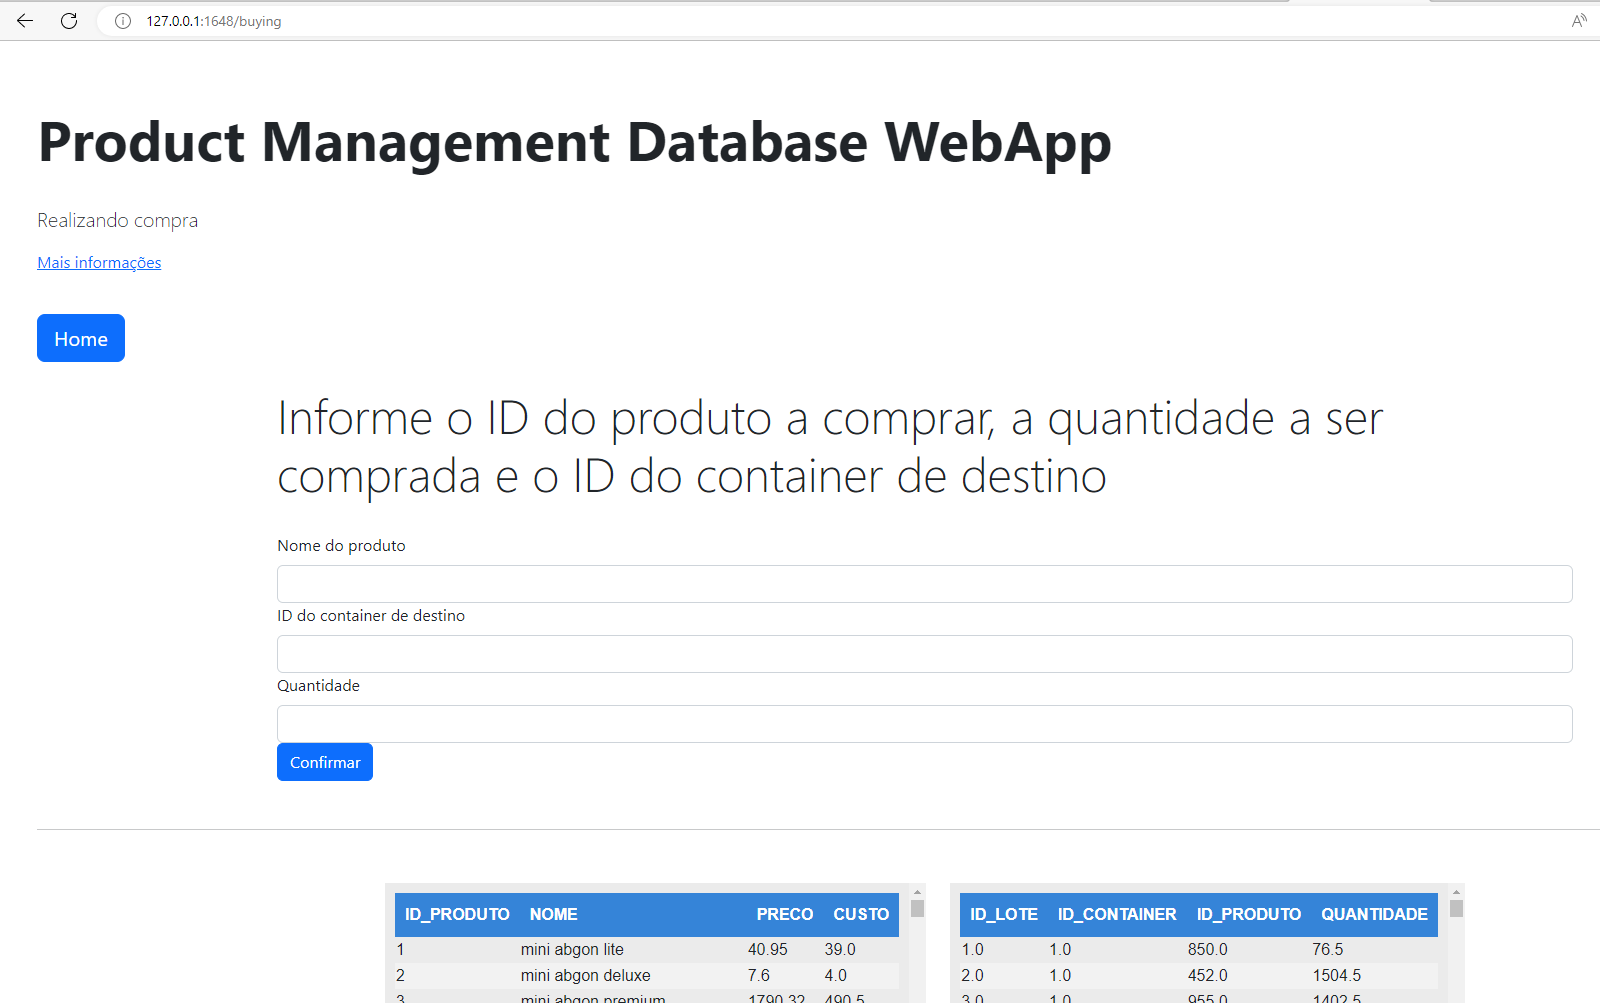 127.0.0.1:1648/buying
Product Management Database WebApp
Realizando compra
Mais informações
Home
Informe o ID do produto a comprar, a quantidade a ser
comprada e o ID do container de destino
Nome do produto
ID do container de destino
Quantidade
Confirmar
ID_PRODUTO NOME PRECO CUSTO
1 mini abgon lite 40.95 39.0
2 mini abgon deluxe 7.6 4.0
3 mini abgon premium 1790.32 490.5
ID_LOTE ID_CONTAINER ID_PRODUTO QUANTIDADE
1.0 1.0 850.0 76.5
2.0 1.0 452.0 1504.5
3.0 1.0 955.0 1402.5